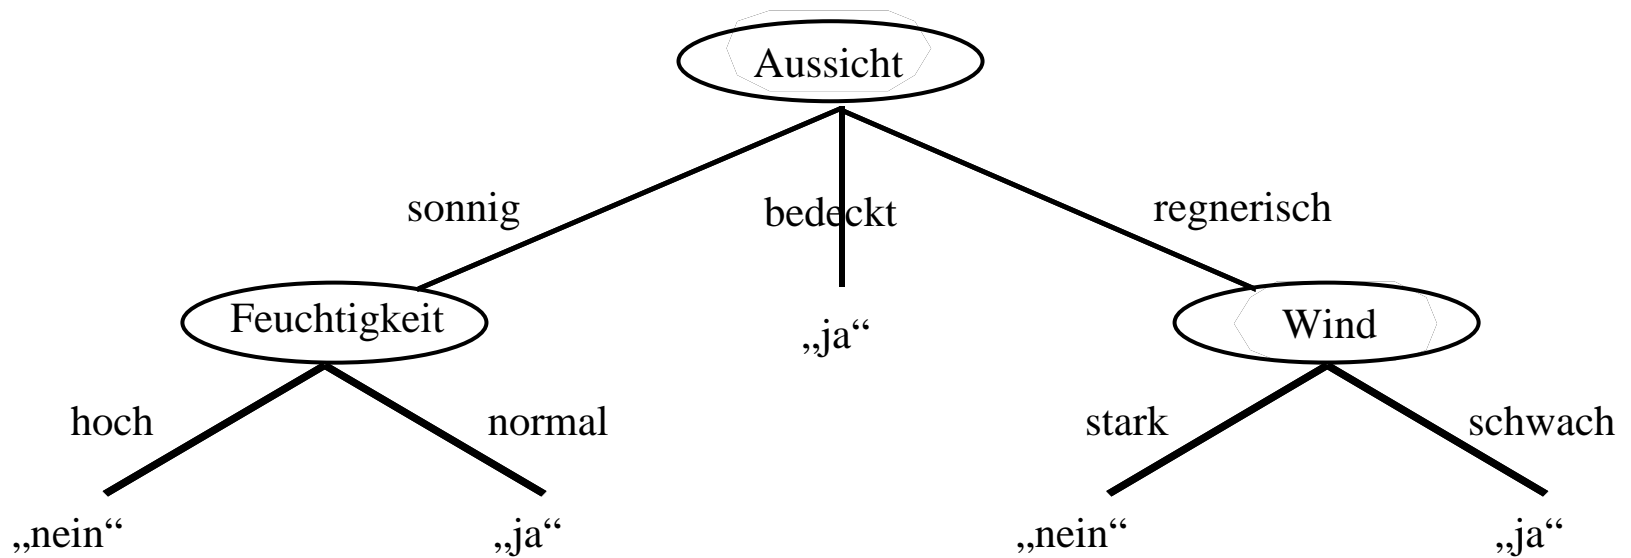 Aussicht
sonnig bedeckt regnerisch
Feuchtigkeit „ja“ Wind
hoch normal stark schwach
„nein“ „ja“ „nein“ „ja“